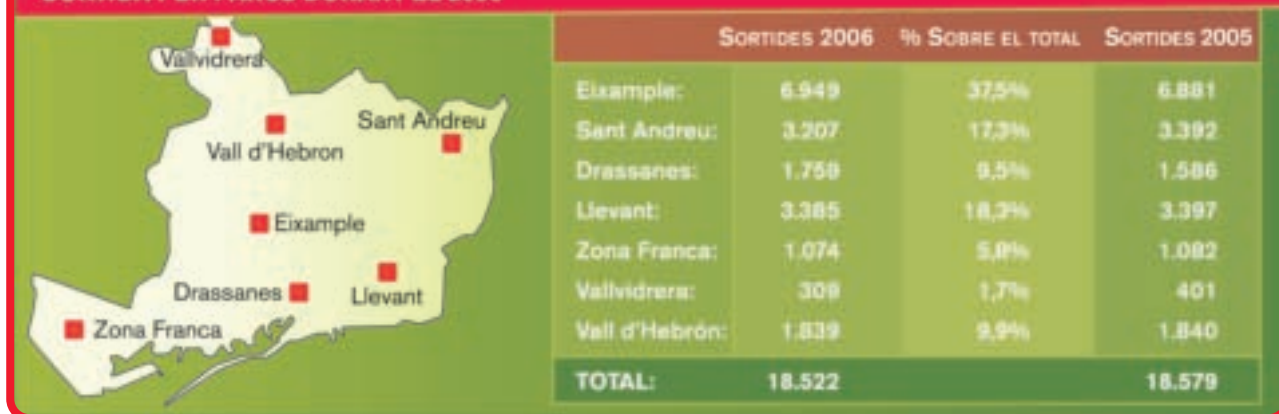 Vallvidrera
Sant Andreu
Vall d'Hebron
Eixample
Drassanes
Llevant
Zona Franca
SORTIDES 2006 % SOBRE EL TOTAL SORTIDES 2005
Eixample: 6.949 37,5% 6.881
Sant Andreu: 3.207 17,3% 3.392
Drassanes: 1.759 9,5% 1.586
Llevant: 3.385 18,3% 3.397
Zona Franca: 1.074 5,8% 1.082
Vallvidrera: 309 1,7% 401
Vall d'Hebrón: 1.839 9,9% 1.840
TOTAL: 18.522 18.579